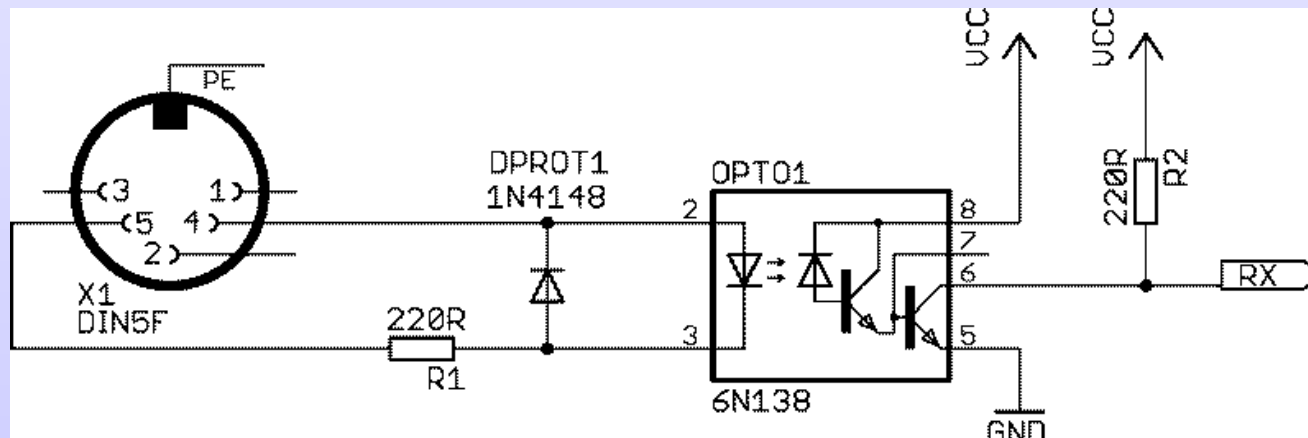 VCC
VCC
PE
DPROT1
1N4148
OPTO1
220R
R2
3
1
5
4
2
2
8
7
6
RX
X1
DIN5F
220R
R1
3
5
6N138
GND